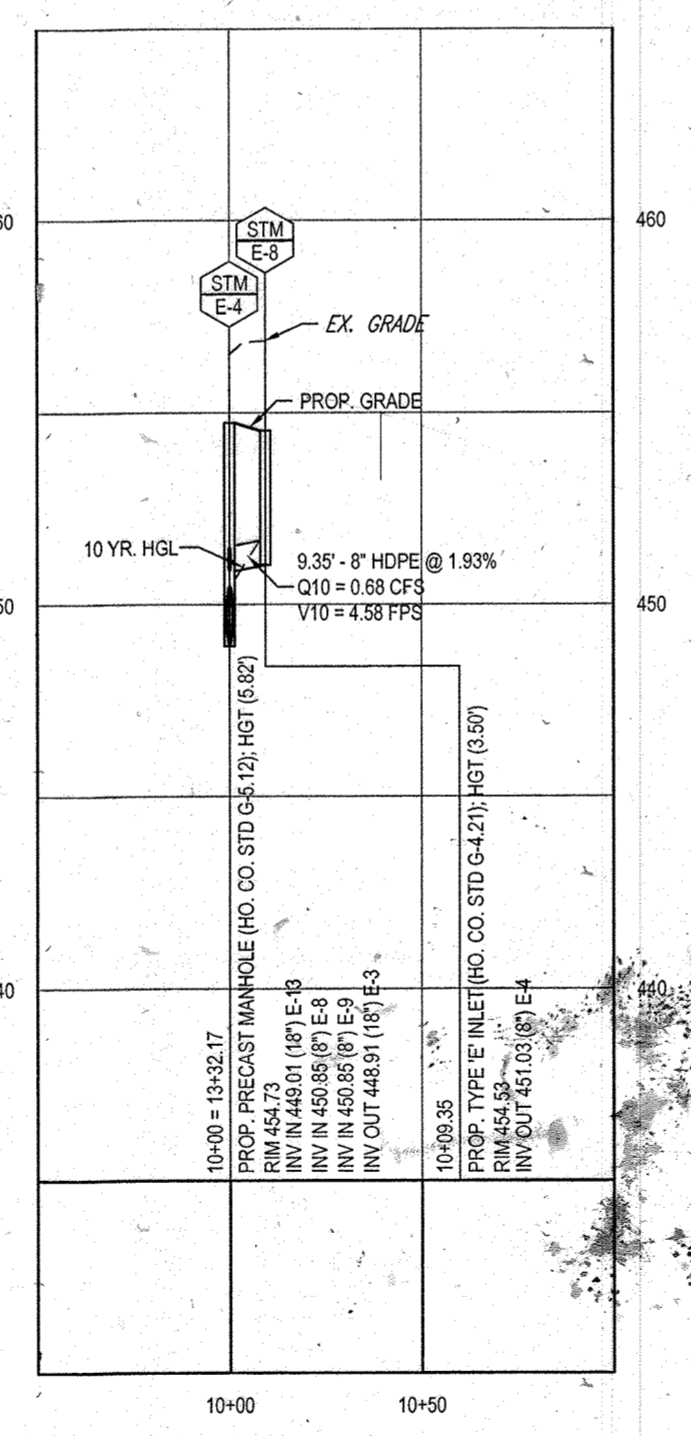 60
460
STM
E-8
STM
E-4
EX. GRADE
PROP. GRADE
10 YR. HGL
9.35' - 8" HDPE @ 1.93%
Q10 = 0.68 CFS
V10 = 4.58 FPS
50
450
40
440
10+00 = 13+32.17
PROP. PRECAST MANHOLE (HO. CO. STD G-5.12); HGT (5.82')
RIM 454.73
INV IN 449.01 (18") E-13
INV IN 450.85 (8") E-8
INV IN 450.85 (8") E-9
INV OUT 448.91 (18") E-3
10+09.35
PROP. TYPE 'E' INLET (HO. CO. STD G-4.21); HGT (3.50')
RIM 454.53
INV OUT 451.03 (8") E-4
10+00
10+50